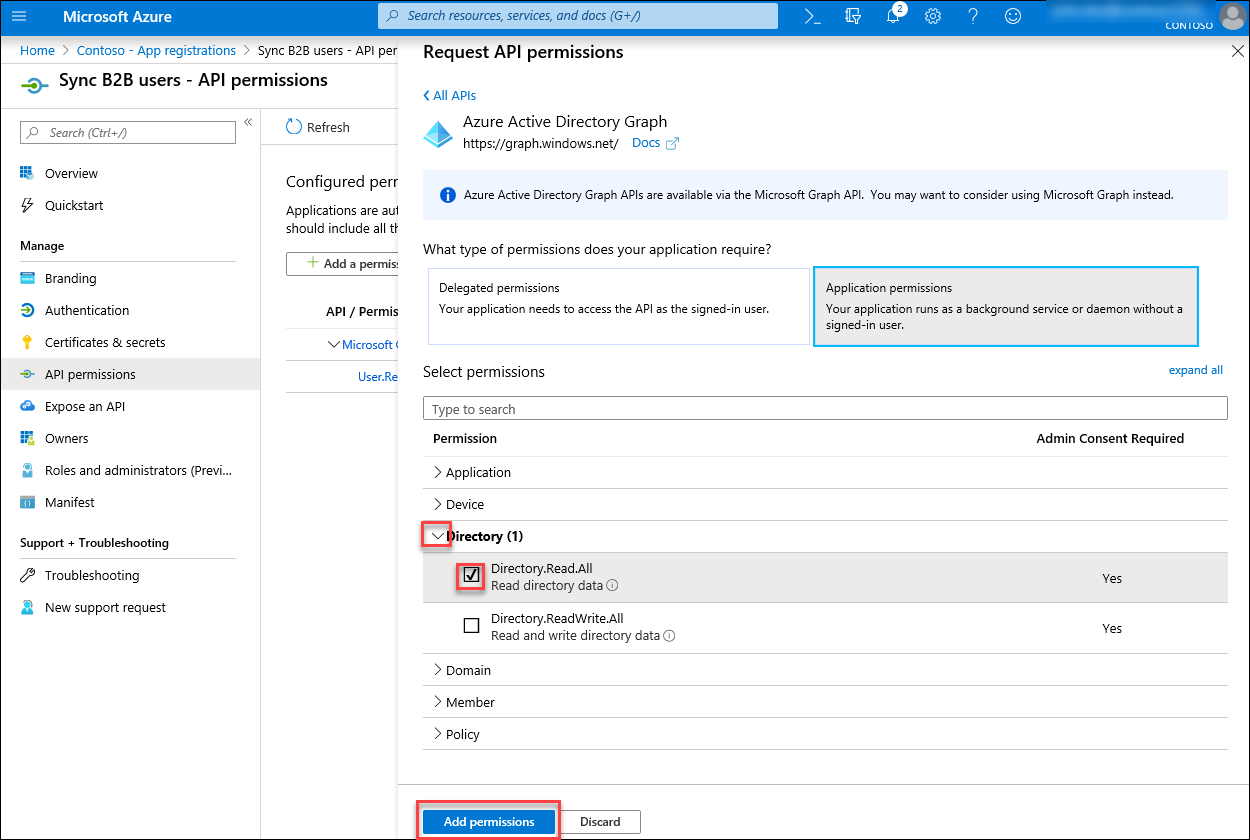 Microsoft Azure
Search resources, services, and docs (G+/)
2
CONTOSO
Home > Contoso - App registrations > Sync B2B users - API per
Sync B2B users - API permissions
Search (Ctrl+/)
Overview
Quickstart
Manage
Branding
Authentication
Certificates & secrets
API permissions
Expose an API
Owners
Roles and administrators (Previ...
Manifest
Support + Troubleshooting
Troubleshooting
New support request
Refresh
Configured perr
Applications are aut
should include all th
Add a permiss
API / Permis
Microsoft G
User.Re
Request API permissions
All APIs
Azure Active Directory Graph
https://graph.windows.net/ Docs
Azure Active Directory Graph APIs are available via the Microsoft Graph API. You may want to consider using Microsoft Graph instead.
What type of permissions does your application require?
Delegated permissions
Your application needs to access the API as the signed-in user.
Application permissions
Your application runs as a background service or daemon without a
signed-in user.
Select permissions
expand all
Type to search
Permission
Admin Consent Required
Application
Device
Directory (1)
Directory.Read.All
Read directory data
Yes
Directory.ReadWrite.All
Read and write directory data
Yes
Domain
Member
Policy
Add permissions
Discard